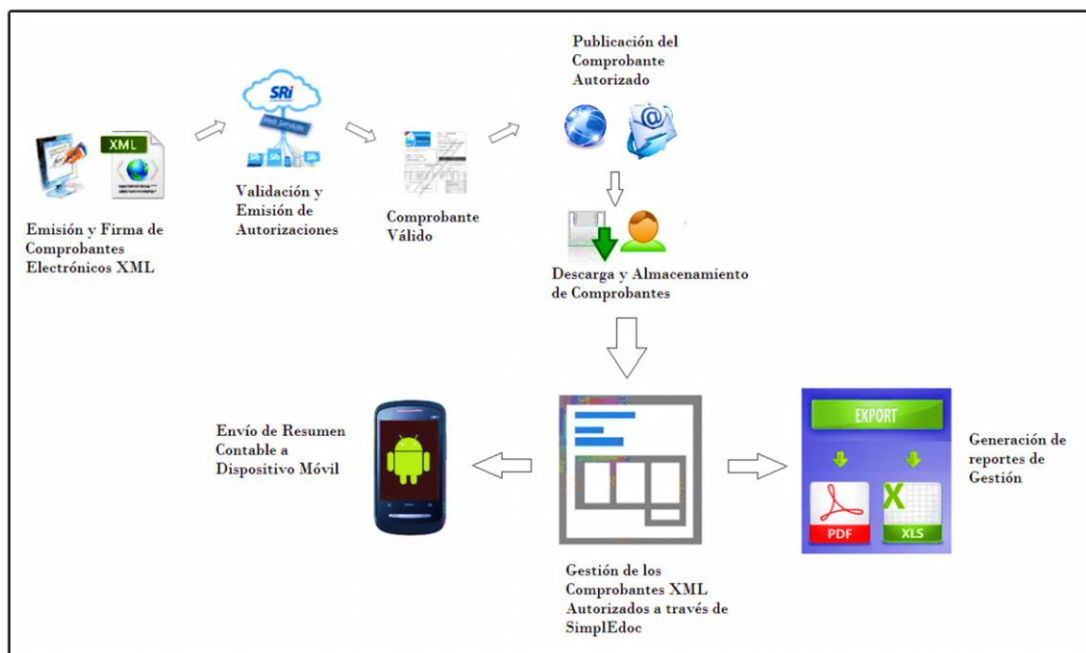 Publicación del
Comprobante
Autorizado
SRi
XML
Validación y
Emisión de
Autorizaciones
Comprobante
Válido
Emisión y Firma de
Comprobantes
Electrónicos XML
Descarga y Almacenamiento
de Comprobantes
Envío de Resumen
Contable a
Dispositivo Móvil
EXPORT
PDF
XLS
Generación de
reportes de
Gestión
Gestión de los
Comprobantes XML
Autorizados a través de
SimplEdoc